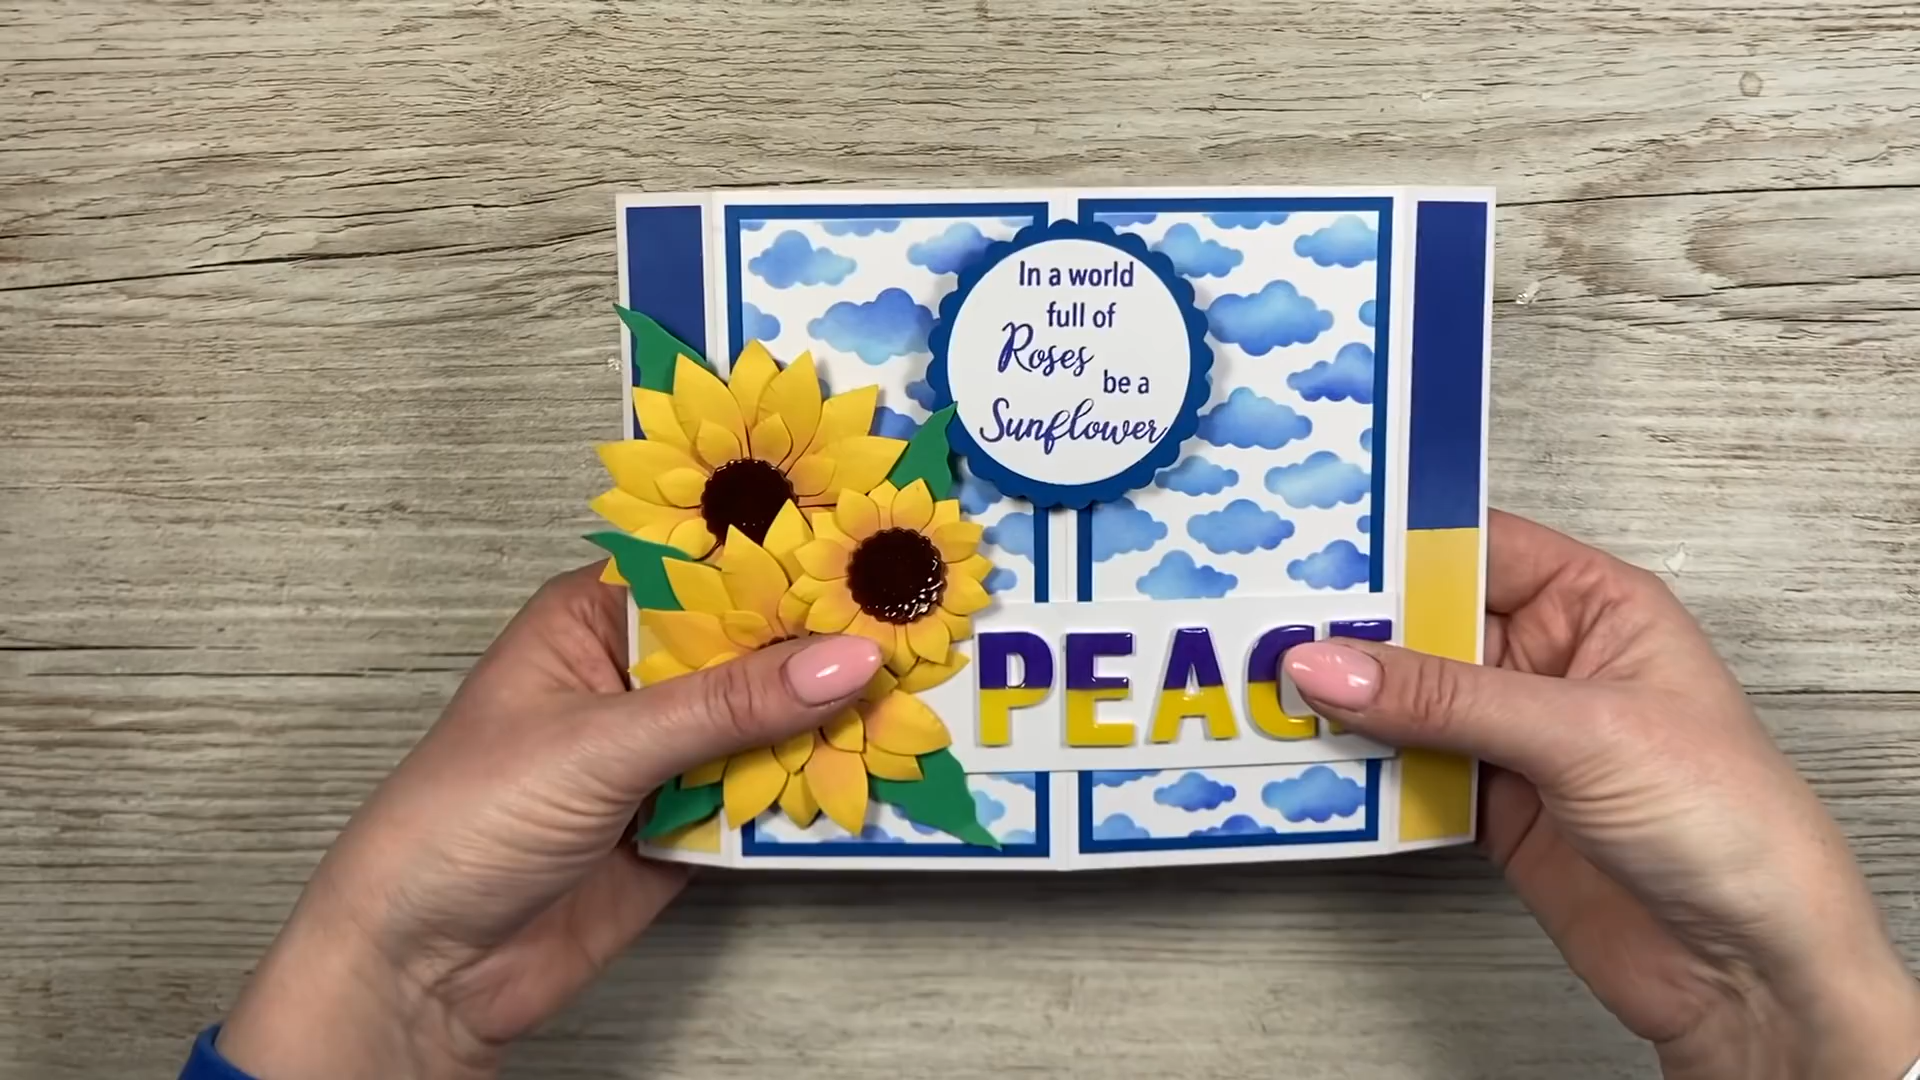 In a world
full of
Roses
be a
Sunflower
PEACE